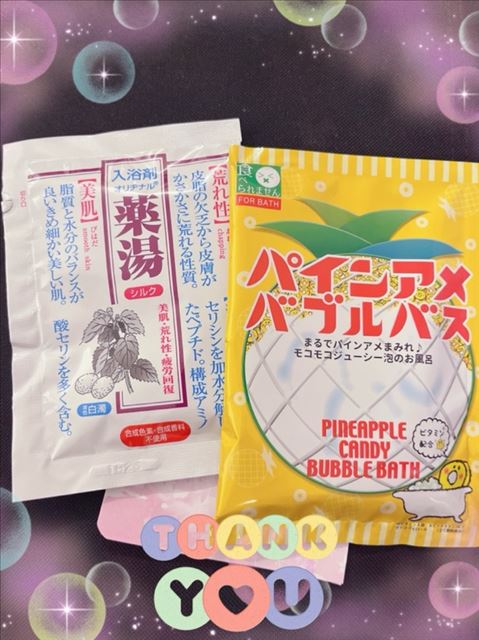 入浴剤
オリヂナル
薬湯
シルク
美肌・荒れ性・疲労回復
合成色素・合成香料
不使用
【美肌】
びはだ
smooth skin
脂質と水分のバランスが
良いきめ細かい美しい肌。
【荒れ性】
皮脂の欠乏から皮膚が
かさかさに荒れる性質。
セリシンを加水分解し
たペプチド。構成アミノ
酸セリンを多く含む。
白濁
食べ
られません
FOR BATH
パインアメ
バブルバス
まるでパインアメまみれ♪
モコモコジューシー泡のお風呂
PINEAPPLE
CANDY
BUBBLE BATH
ビタミン
配合
THANK
YOU